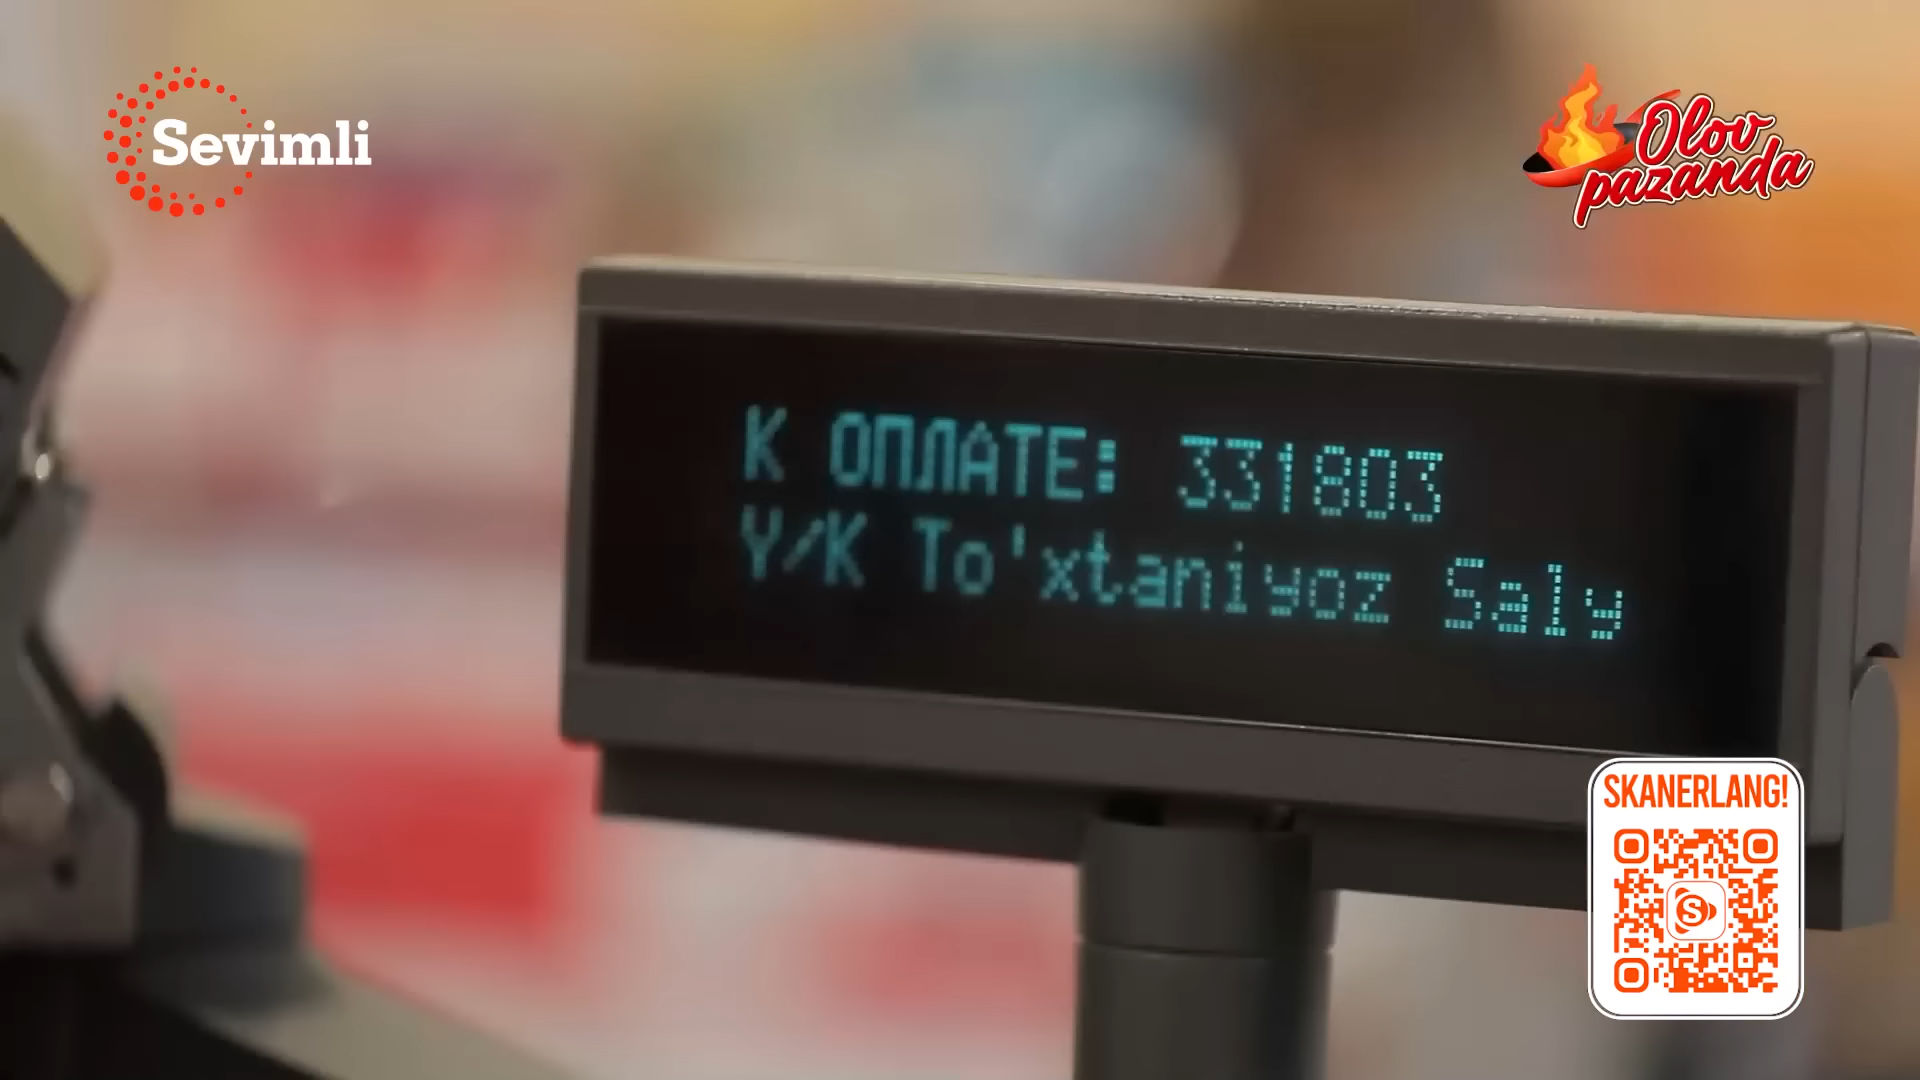 Sevimli
Olov
pazanda
К ОПЛАТЕ: 331803
Y/K To'xtaniyoz Saly
SKANERLANG!
S